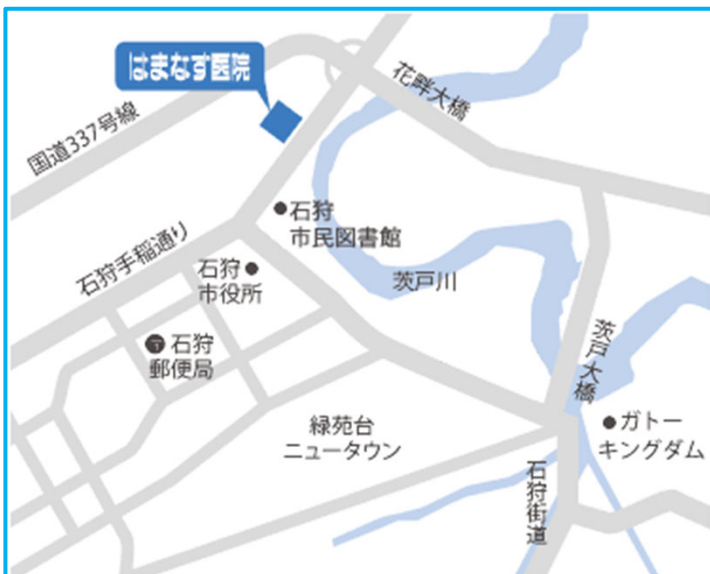 はまなす医院
花畔大橋
国道337号線
石狩
市民図書館
石狩手稲通り
石狩
市役所
茨戸川
石狩
郵便局
茨戸大橋
緑苑台
ニュータウン
ガトー
キングダム
石狩街道